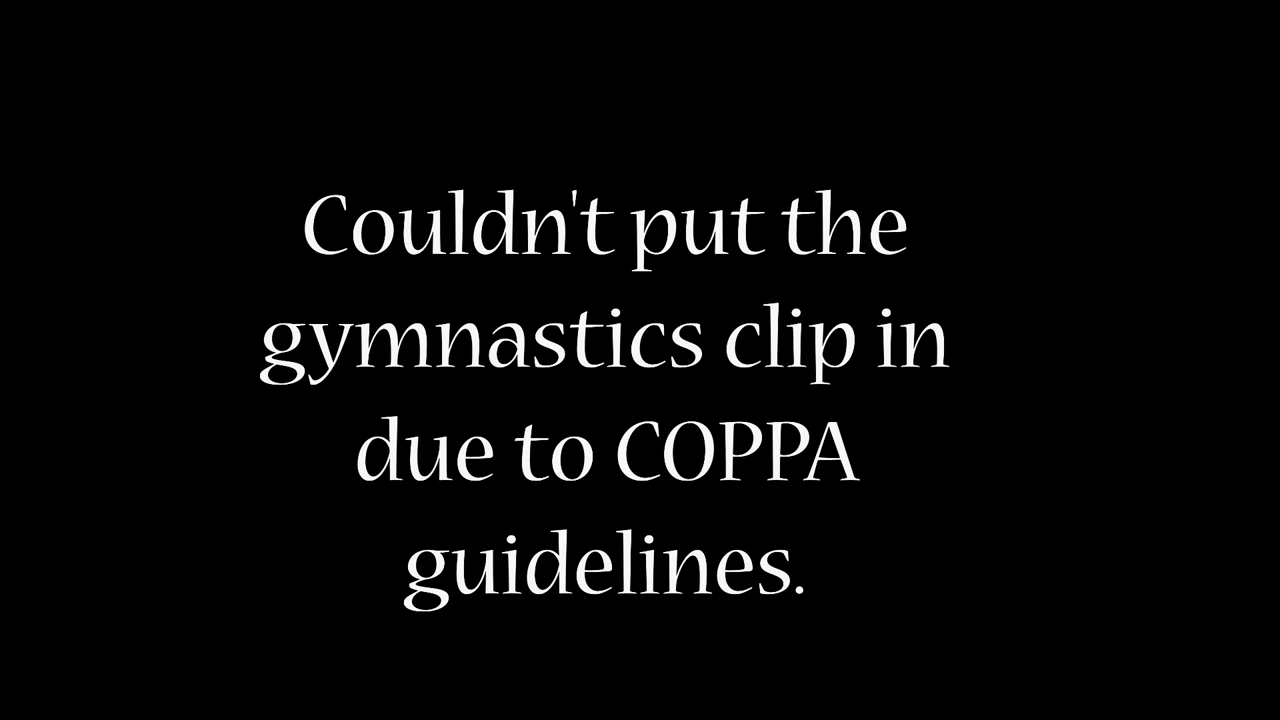 Couldn't put the
gymnastics clip in
due to COPPA
guidelines.